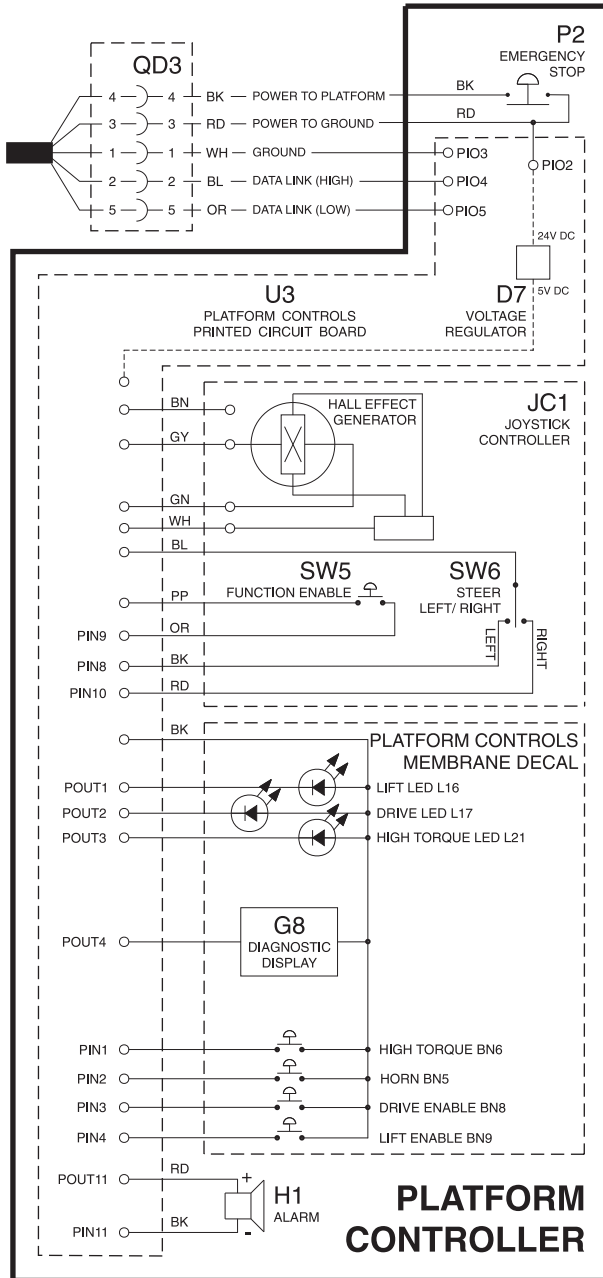 P2
EMERGENCY
STOP
QD3
4 4 BK POWER TO PLATFORM BK
3 3 RD POWER TO GROUND RD
1 1 WH GROUND PIO3
2 2 BL DATA LINK (HIGH) PIO4
5 5 OR DATA LINK (LOW) PIO5
PIO2
24V DC
5V DC
U3
PLATFORM CONTROLS
PRINTED CIRCUIT BOARD
D7
VOLTAGE
REGULATOR
JC1
JOYSTICK
CONTROLLER
HALL EFFECT
GENERATOR
BN
GY
GN
WH
BL
SW5
FUNCTION ENABLE
SW6
STEER
LEFT/ RIGHT
LEFT
RIGHT
PP
PIN9 OR
PIN8 BK
PIN10 RD
BK
PLATFORM CONTROLS
MEMBRANE DECAL
POUT1 LIFT LED L16
POUT2 DRIVE LED L17
POUT3 HIGH TORQUE LED L21
POUT4
G8
DIAGNOSTIC
DISPLAY
PIN1 HIGH TORQUE BN6
PIN2 HORN BN5
PIN3 DRIVE ENABLE BN8
PIN4 LIFT ENABLE BN9
POUT11 RD
+
H1
ALARM
-
PIN11 BK
PLATFORM
CONTROLLER